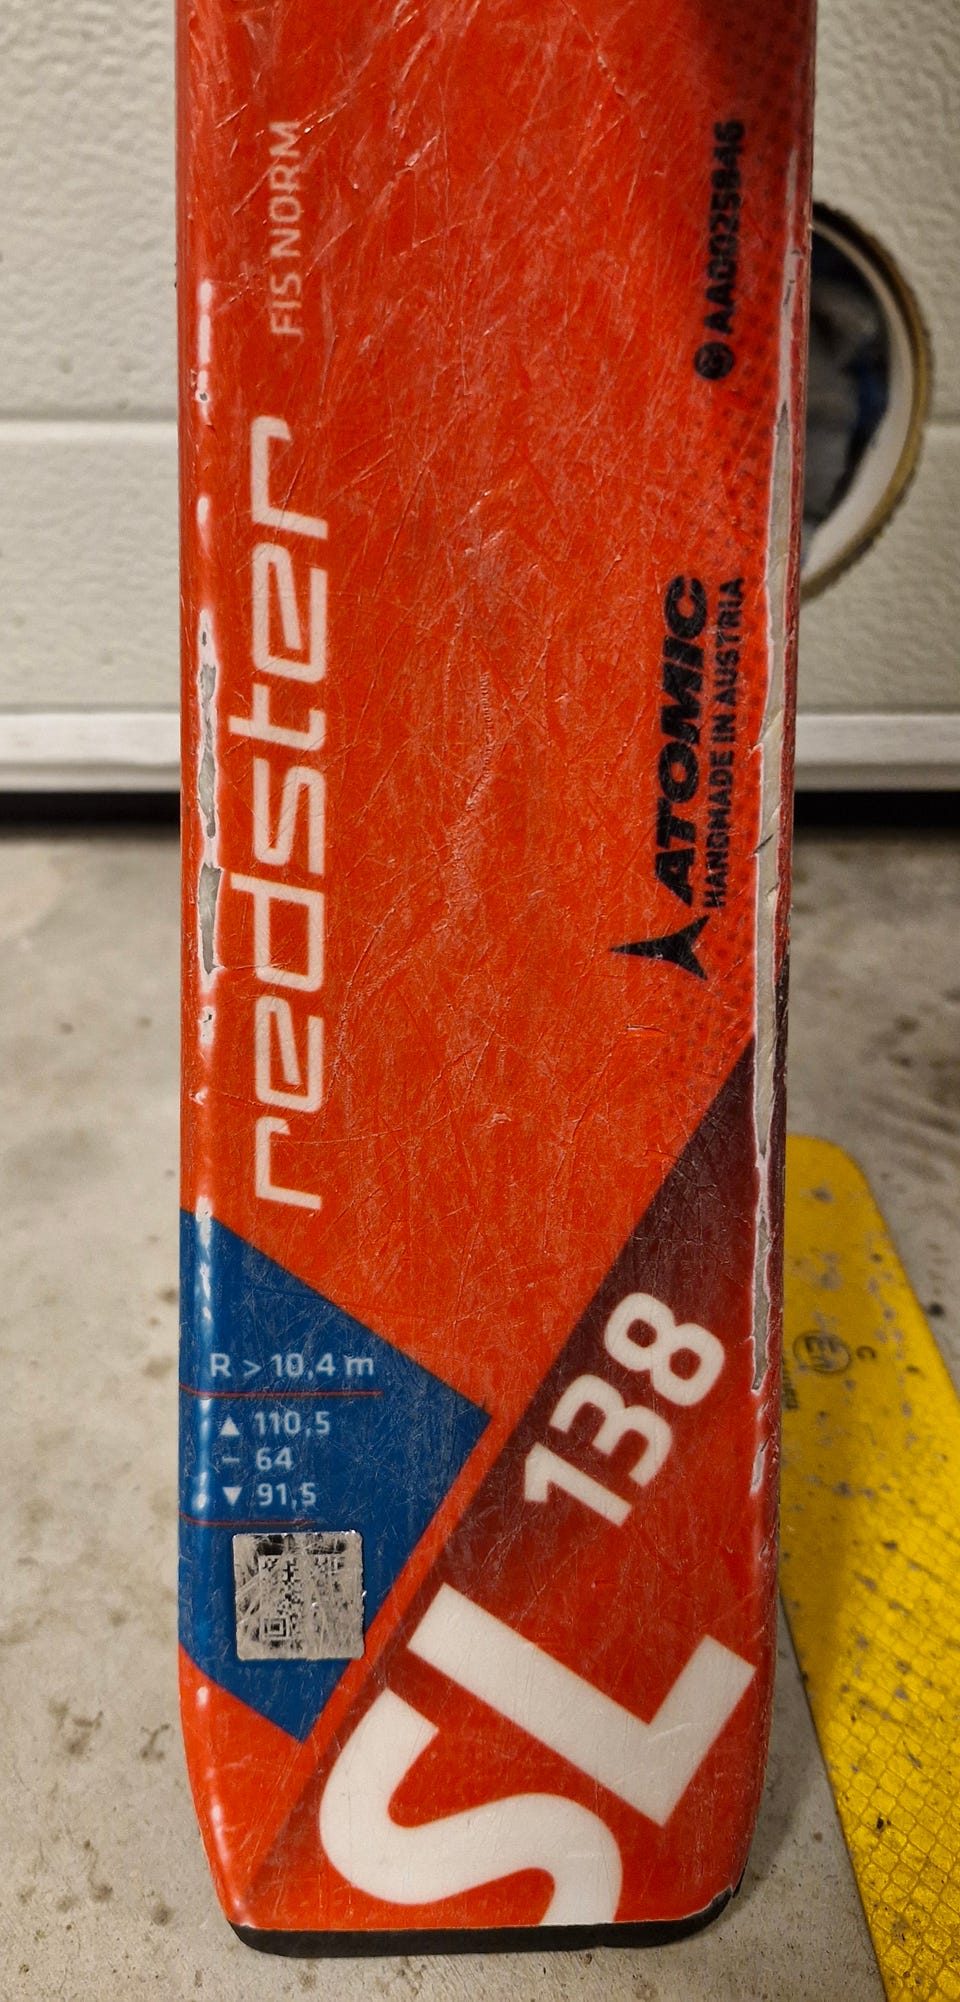 FIS NORM
redster
AA0025846
ATOMIC
HANDMADE IN AUSTRIA
R > 10,4 m
▲ 110,5
– 64
▼ 91,5
138
SL